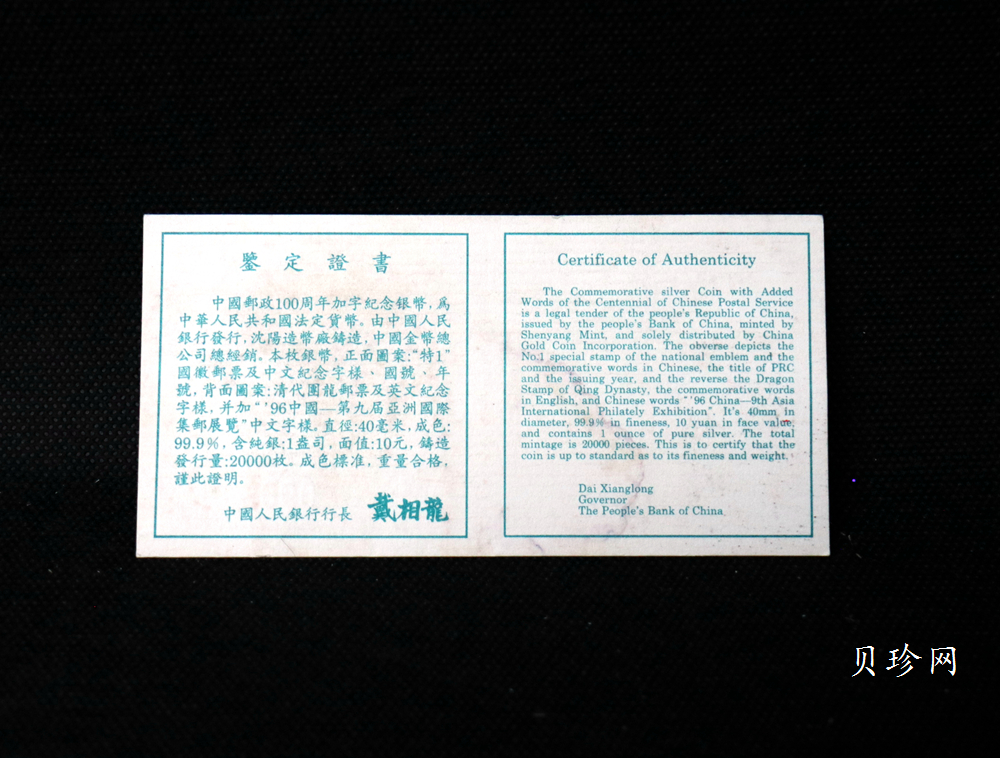 鑒定證書
中國郵政100周年加字紀念银幣，爲
中華人民共和國法定貨幣。由中國人民
銀行發行，沈陽造幣廠鑄造，中國金幣總
公司總經銷。本枚銀幣，正面圖案：“特1”
國徽郵票及中文紀念字樣、國號、年
號，背面圖案：清代團龍郵票及英文紀念
字樣，并加“'96中國—第九届亞洲國際
集郵展覽”中文字樣。直徑：40毫米，成色：
99.9%，含純銀：1盎司，面值：10元，鑄造
發行量：20000枚。成色標准，重量合格，
謹此證明。
中國人民銀行行長 戴相龍
Certificate of Authenticity
The Commemorative silver Coin with Added
Words of the Centennial of Chinese Postal Service
is a legal tender of the people's Republic of China,
issued by the people's Bank of China, minted by
Shenyang Mint, and solely distributed by China
Gold Coin Incorporation. The obverse depicts the
No.1 special stamp of the national emblem and the
commemorative words in Chinese, the title of PRC
and the issuing year, and the reverse the Dragon
Stamp of Qing Dynasty, the commemorative words
in English, and Chinese words "'96 China—9th Asia
International Philately Exhibition". It's 40mm in
diameter, 99.9% in fineness, 10 yuan in face value,
and contains 1 ounce of pure silver. The total
mintage is 20000 pieces. This is to certify that the
coin is up to standard as to its fineness and weight.
Dai Xianglong
Governor
The People's Bank of China
贝珍网